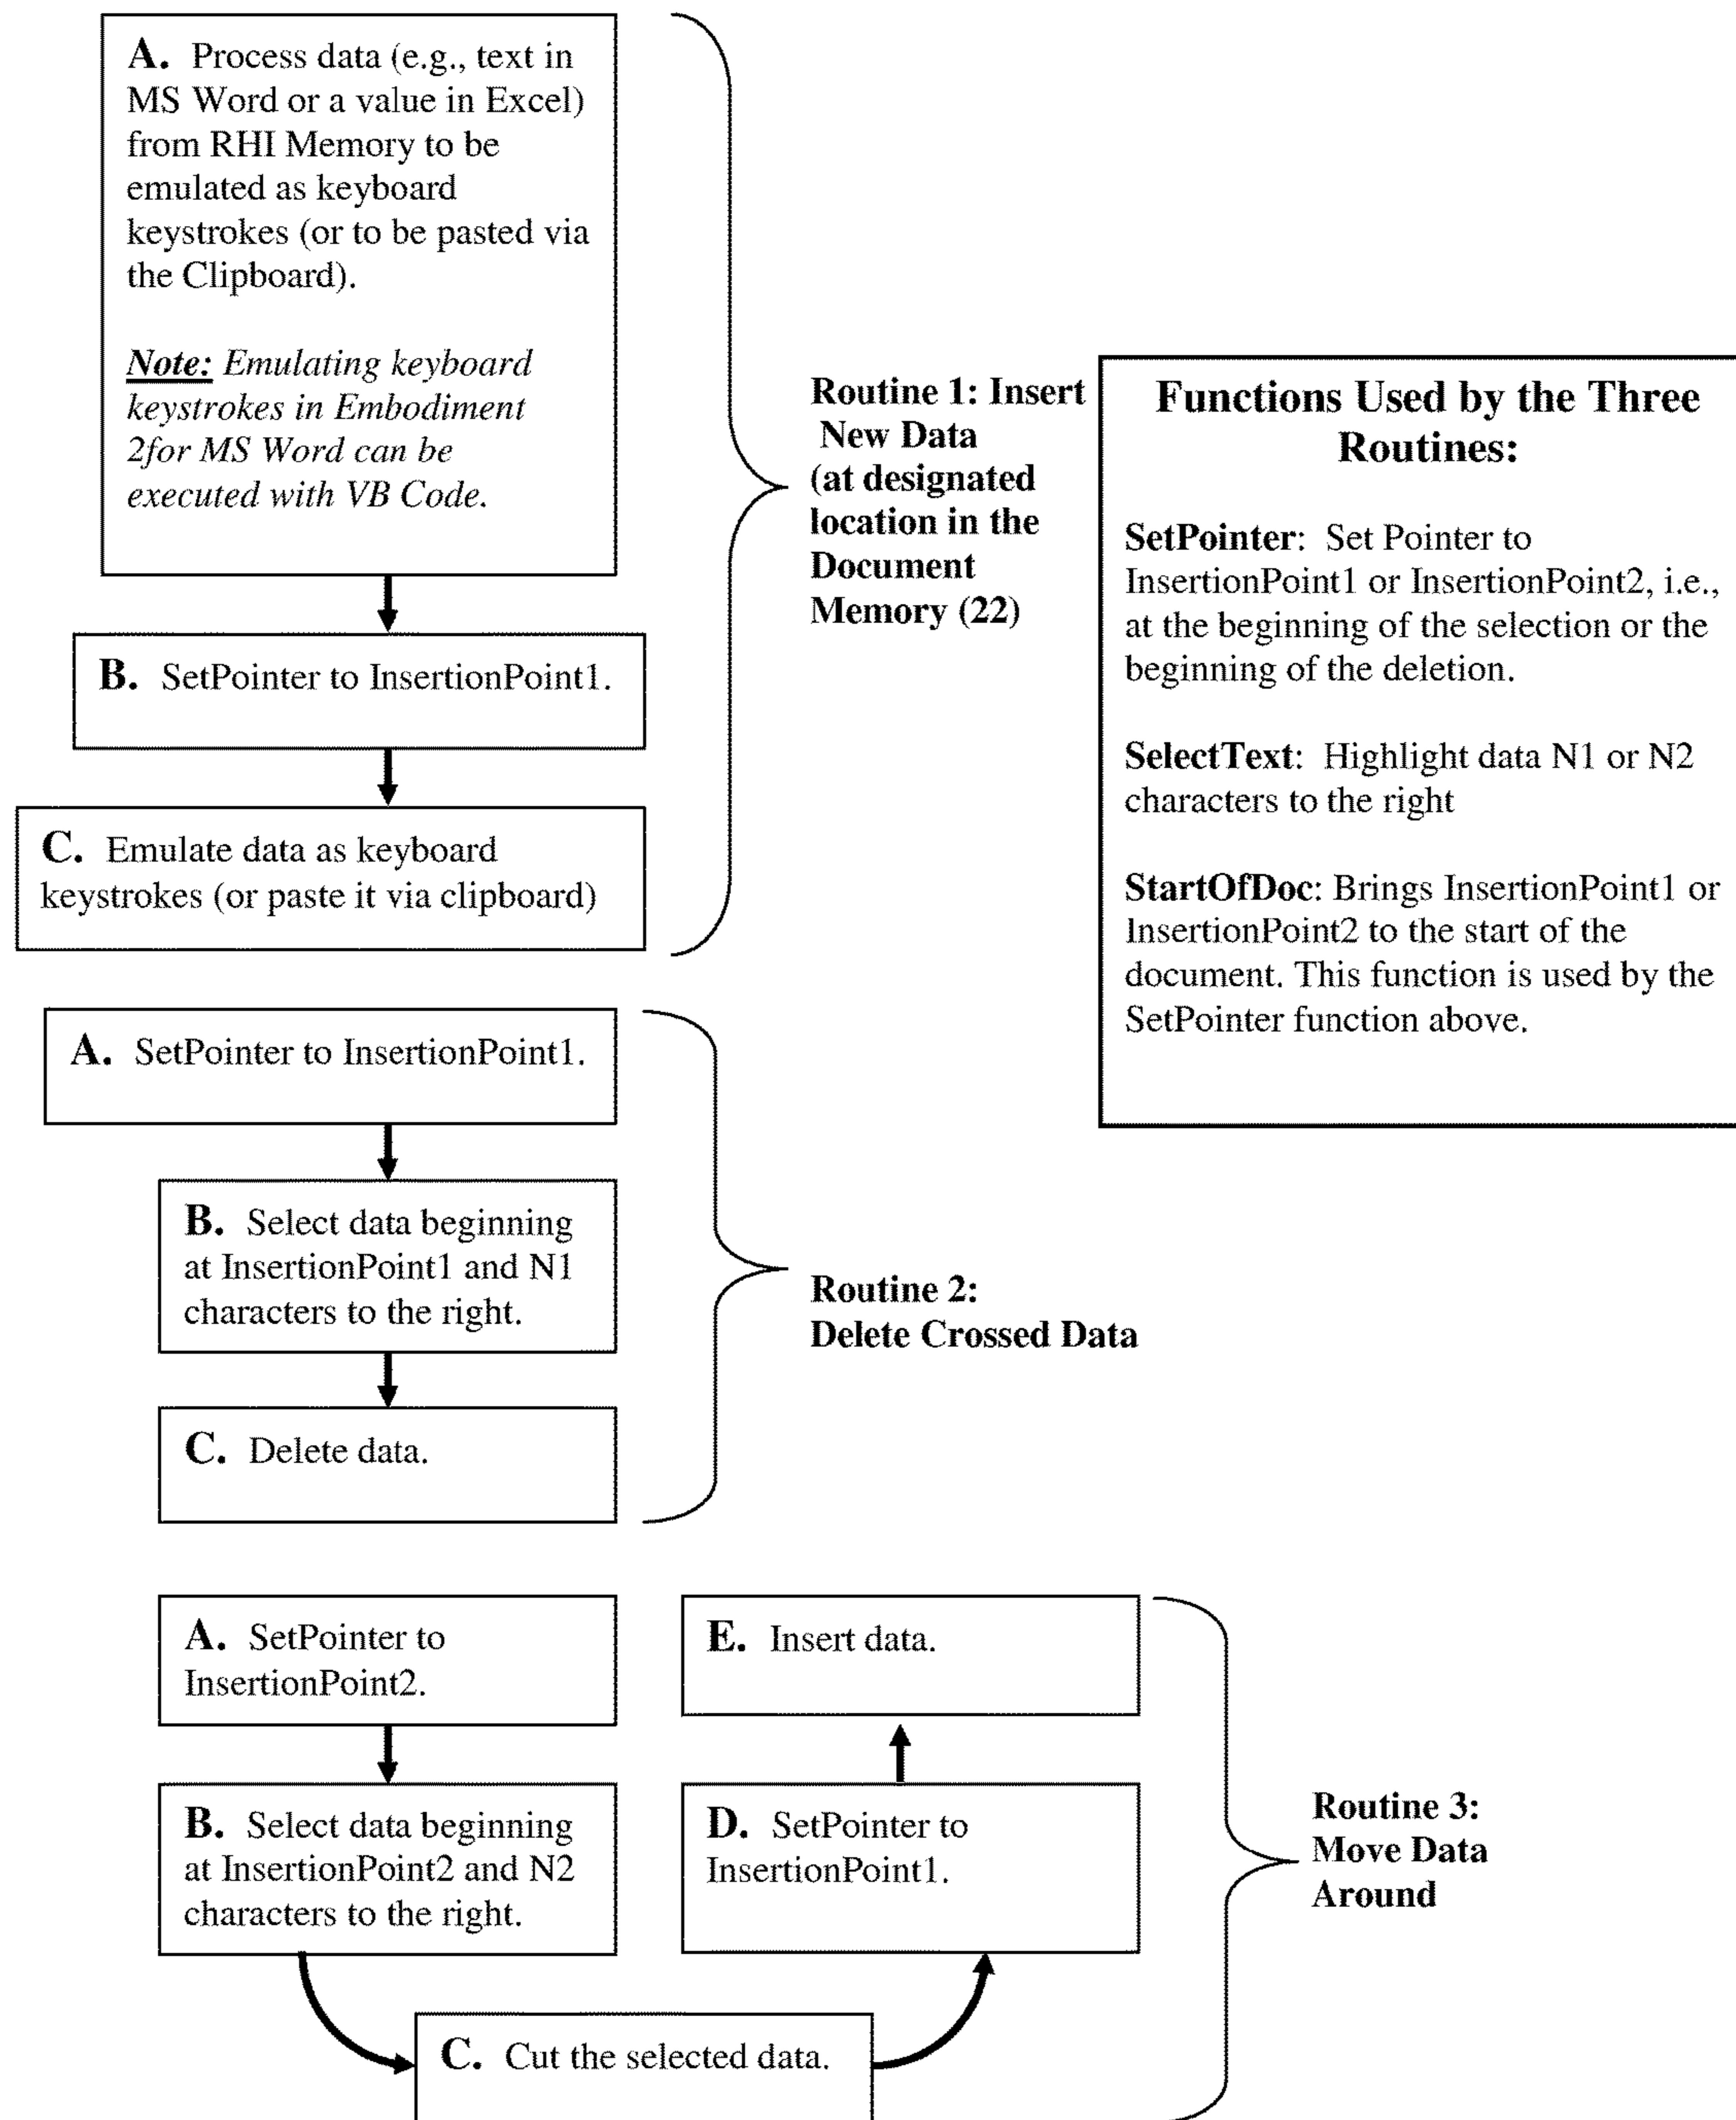 A. Process data (e.g., text in
MS Word or a value in Excel)
from RHI Memory to be
emulated as keyboard
keystrokes (or to be pasted via
the Clipboard).
Note: Emulating keyboard
keystrokes in Embodiment
2for MS Word can be
executed with VB Code.
B. SetPointer to InsertionPoint1.
C. Emulate data as keyboard
keystrokes (or paste it via clipboard)
Routine 1: Insert
New Data
(at designated
location in the
Document
Memory (22)
Functions Used by the Three
Routines:
SetPointer: Set Pointer to
InsertionPoint1 or InsertionPoint2, i.e.,
at the beginning of the selection or the
beginning of the deletion.
SelectText: Highlight data N1 or N2
characters to the right
StartOfDoc: Brings InsertionPoint1 or
InsertionPoint2 to the start of the
document. This function is used by the
SetPointer function above.
A. SetPointer to InsertionPoint1.
B. Select data beginning
at InsertionPoint1 and N1
characters to the right.
C. Delete data.
Routine 2:
Delete Crossed Data
A. SetPointer to
InsertionPoint2.
B. Select data beginning
at InsertionPoint2 and N2
characters to the right.
C. Cut the selected data.
D. SetPointer to
InsertionPoint1.
E. Insert data.
Routine 3:
Move Data
Around